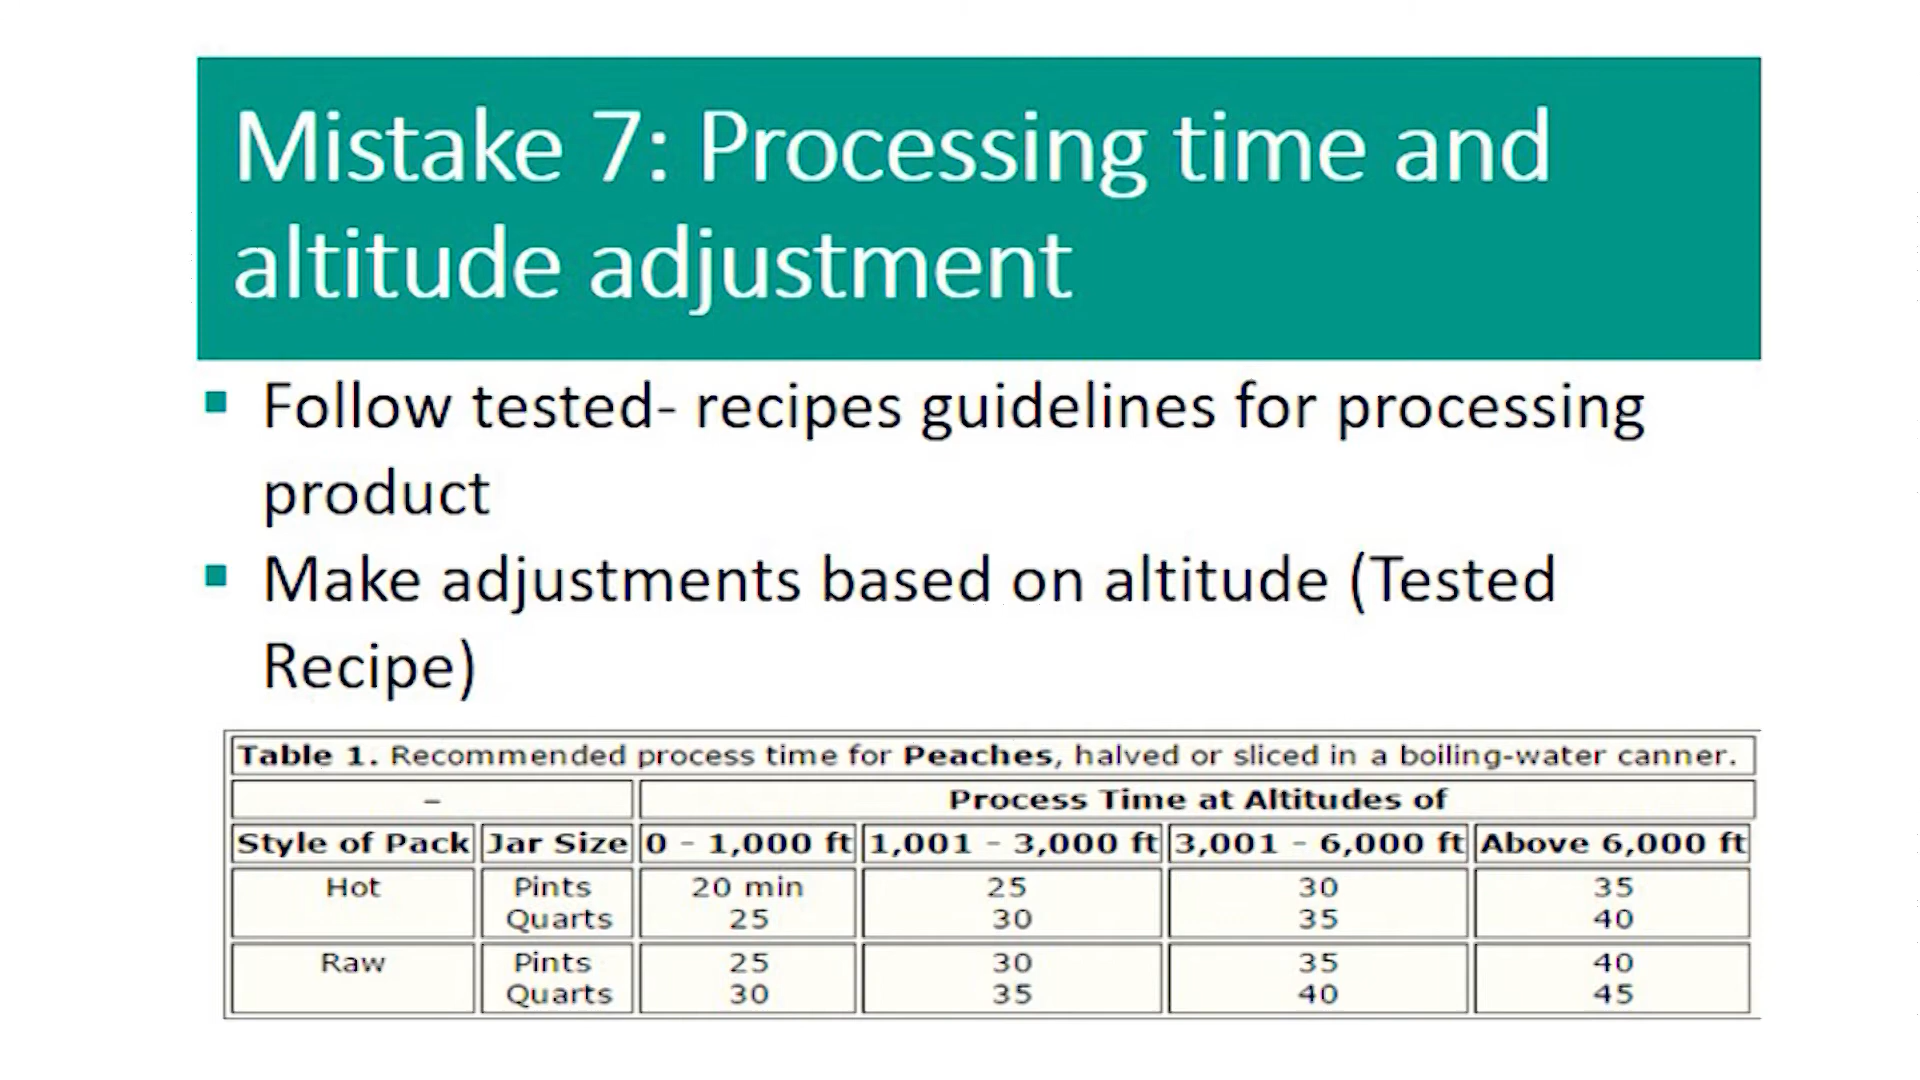 Mistake 7: Processing time and
altitude adjustment
Follow tested- recipes guidelines for processing
product
Make adjustments based on altitude (Tested
Recipe)
Table 1. Recommended process time for Peaches, halved or sliced in a boiling-water canner.
– Process Time at Altitudes of
Style of Pack Jar Size 0 - 1,000 ft 1,001 - 3,000 ft 3,001 - 6,000 ft Above 6,000 ft
Hot Pints 20 min 25 30 35
Quarts 25 30 35 40
Raw Pints 25 30 35 40
Quarts 30 35 40 45